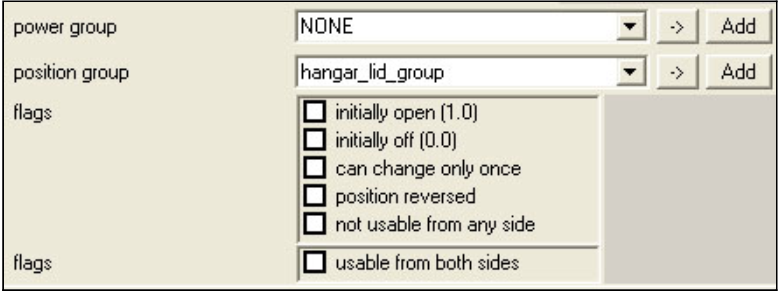 power group NONE -> Add
position group hangar_lid_group -> Add
flags initially open (1.0)
initially off (0.0)
can change only once
position reversed
not usable from any side
flags usable from both sides